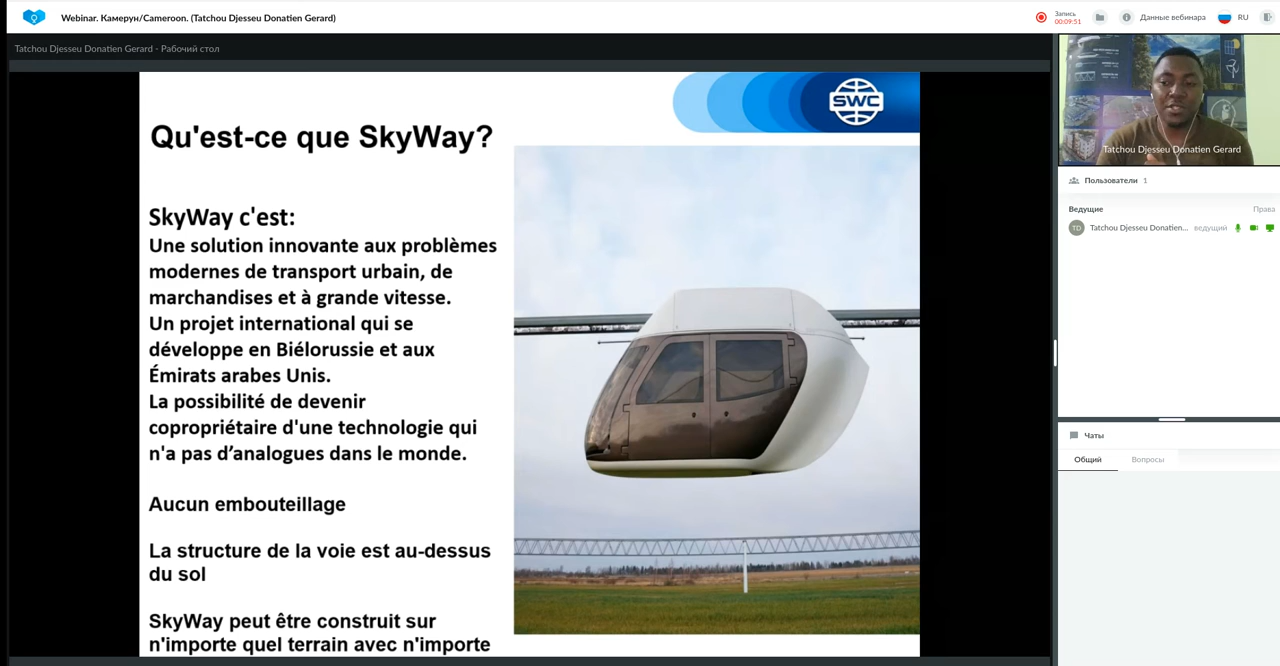 Webinar. Камерун/Cameroon. (Tatchou Djesseu Donatien Gerard)
Запись
00:09:51
Данные вебинара
RU
Tatchou Djesseu Donatien Gerard - Рабочий стол
SWC
Qu'est-ce que SkyWay?
SkyWay c'est:
Une solution innovante aux problèmes
modernes de transport urbain, de
marchandises et à grande vitesse.
Un projet international qui se
développe en Biélorussie et aux
Émirats arabes Unis.
La possibilité de devenir
copropriétaire d'une technologie qui
n'a pas d’analogues dans le monde.
Aucun embouteillage
La structure de la voie est au-dessus
du sol
SkyWay peut être construit sur
n'importe quel terrain avec n'importe
Tatchou Djesseu Donatien Gerard
Пользователи 1
Ведущие Права
TD Tatchou Djesseu Donatien... ведущий
Чаты
Общий Вопросы